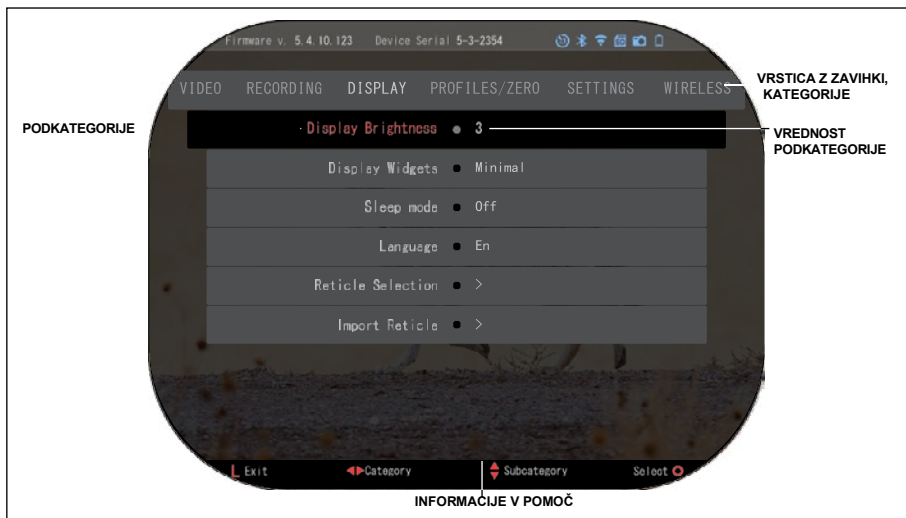 Firmware v. 5.4.10.123 Device Serial 5-3-2354
VIDEO RECORDING DISPLAY PROFILES/ZERO SETTINGS WIRELESS
VRSTICA Z ZAVIHKI,
KATEGORIJE
PODKATEGORIJE
Display Brightness 3
VREDNOST
PODKATEGORIJE
Display Widgets Minimal
Sleep mode Off
Language En
Reticle Selection >
Import Reticle >
Exit Category Subcategory Select
INFORMACIJE V POMOČ